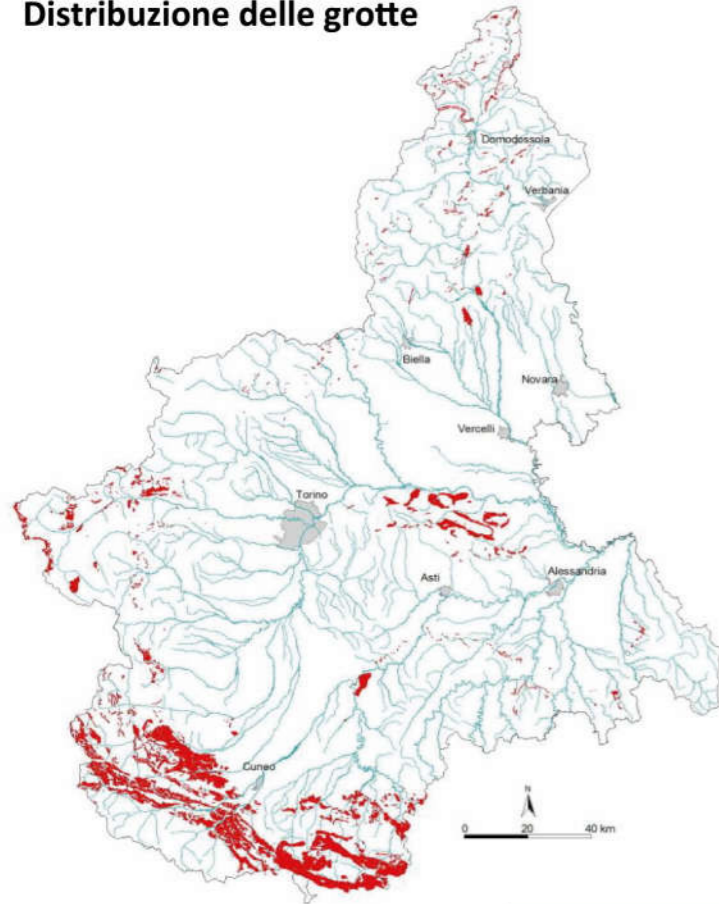 Distribuzione delle grotte
Domodossola
Verbania
Biella
Novara
Vercelli
Torino
Asti
Alessandria
Cuneo
N
0 20 40 km